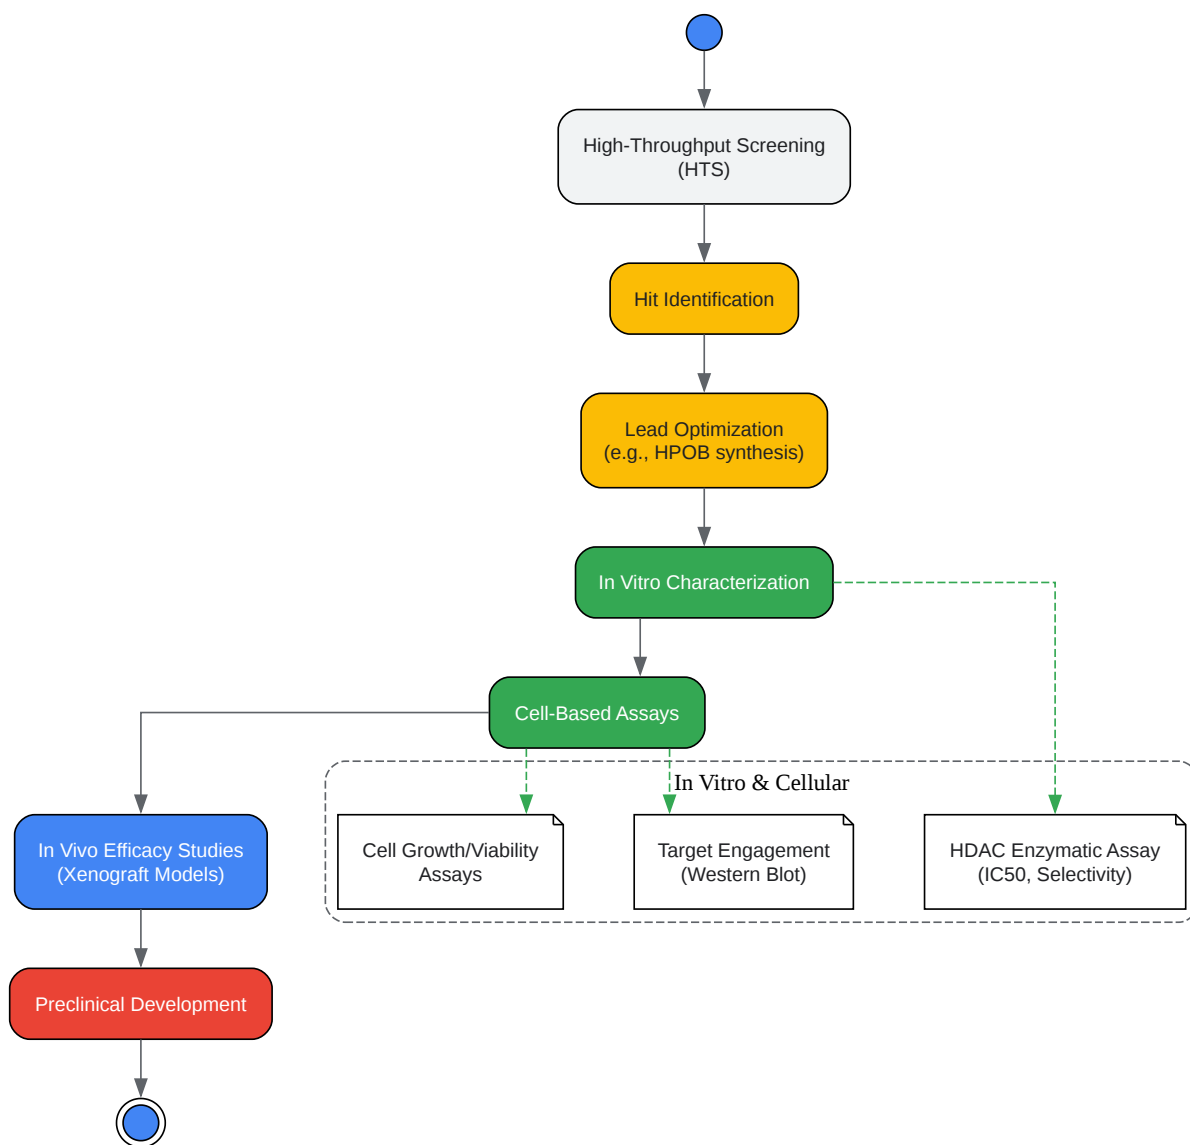 High-Throughput Screening
(HTS)
Hit Identification
Lead Optimization
(e.g., HPOB synthesis)
In Vitro Characterization
Cell-Based Assays
In Vitro & Cellular
In Vivo Efficacy Studies
(Xenograft Models)
Cell Growth/Viability
Assays
Target Engagement
(Western Blot)
HDAC Enzymatic Assay
(IC50, Selectivity)
Preclinical Development